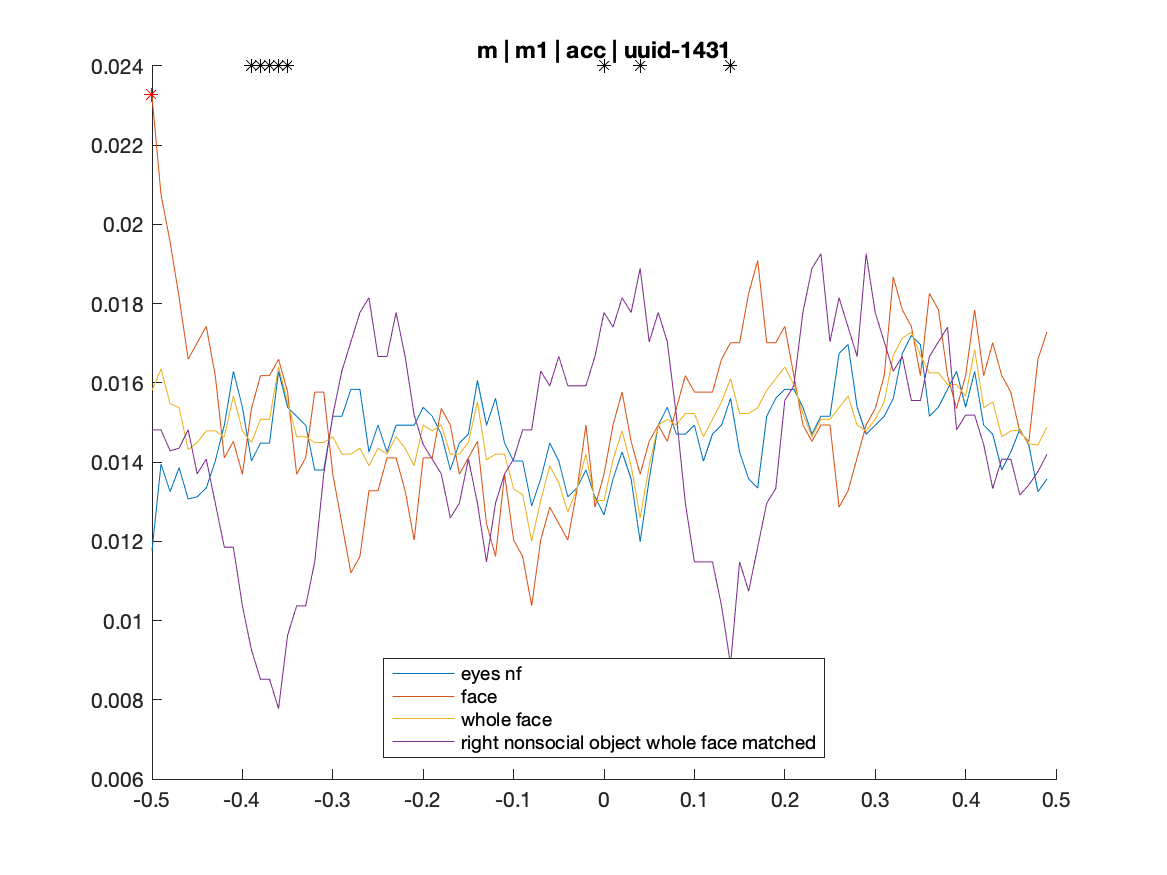 m | m1 | acc | uuid-1431
0.024
0.022
0.02
0.018
0.016
0.014
0.012
0.01
0.008
0.006
eyes nf
face
whole face
right nonsocial object whole face matched
-0.5 -0.4 -0.3 -0.2 -0.1 0 0.1 0.2 0.3 0.4 0.5